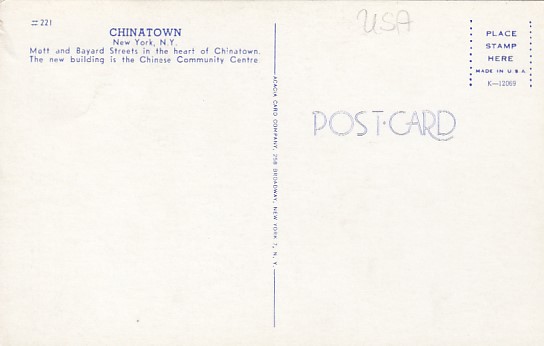 = 221
CHINATOWN
New York, N.Y.
Mott and Bayard Streets in the heart of Chinatown.
The new building is the Chinese Community Centre
ACACIA CARD COMPANY, 258 BROADWAY, NEW YORK 7, N. Y.
USA
POST-CARD
PLACE
STAMP
HERE
MADE IN U.S.A.
K-12069